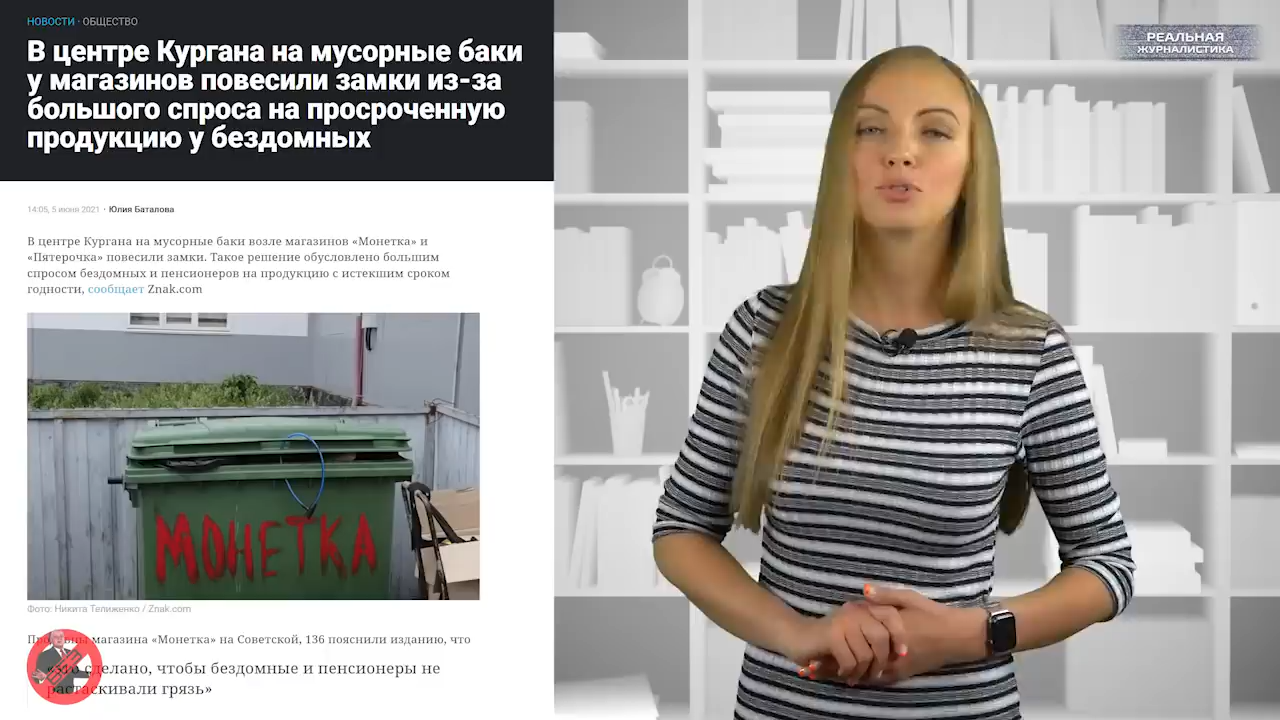 НОВОСТИ · ОБЩЕСТВО
В центре Кургана на мусорные баки
у магазинов повесили замки из-за
большого спроса на просроченную
продукцию у бездомных
14:05, 5 июня 2021 · Юлия Баталова
В центре Кургана на мусорные баки возле магазинов «Монетка» и
«Пятерочка» повесили замки. Такое решение обусловлено большим
спросом бездомных и пенсионеров на продукцию с истекшим сроком
годности, сообщает Znak.com
МОНЕТКА
Фото: Никита Телиженко / Znak.com
магазина «Монетка» на Советской, 136 пояснили изданию, что
«это сделано, чтобы бездомные и пенсионеры не
растаскивали грязь»
РЕАЛЬНАЯ
ЖУРНАЛИСТИКА